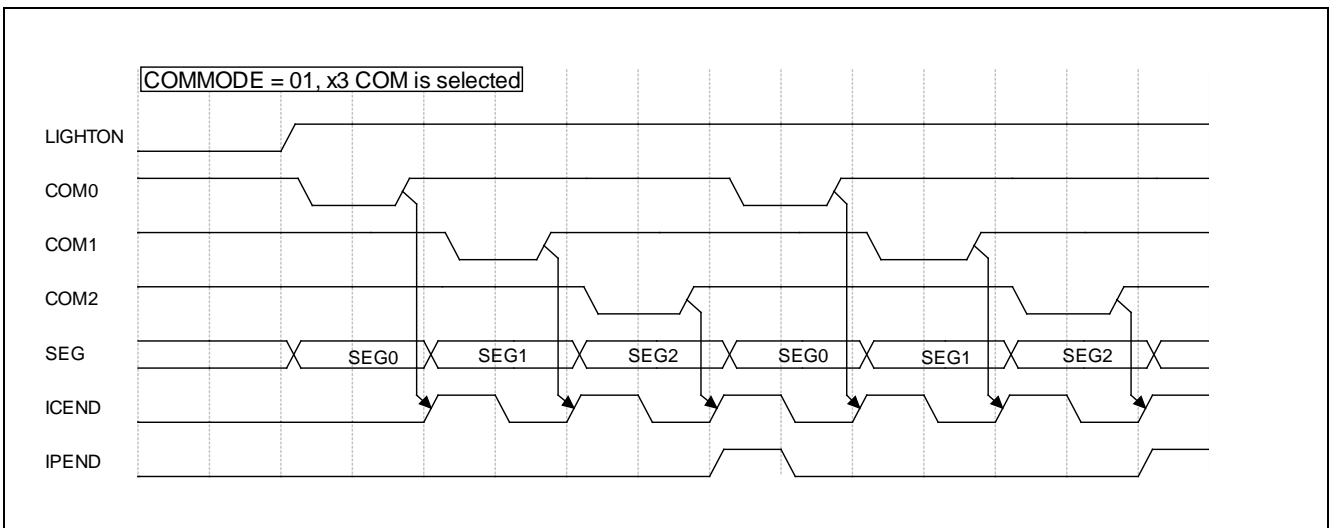 COMMODE = 01, x3 COM is selected
LIGHTON
COM0
COM1
COM2
SEG SEG0 SEG1 SEG2 SEG0 SEG1 SEG2
ICEND
IPEND